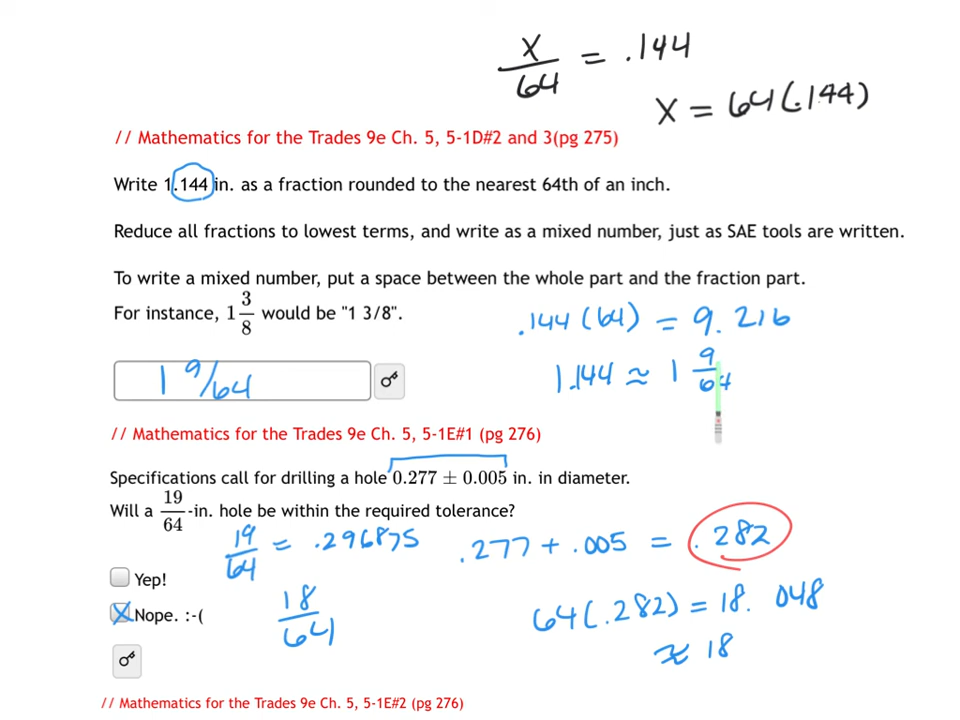 x/64 = .144
x = 64(.144)
// Mathematics for the Trades 9e Ch. 5, 5-1D#2 and 3(pg 275)
Write 1.144 in. as a fraction rounded to the nearest 64th of an inch.
Reduce all fractions to lowest terms, and write as a mixed number, just as SAE tools are written.
To write a mixed number, put a space between the whole part and the fraction part.
For instance, 1 3/8 would be "1 3/8".
.144(64) = 9.216
1 9/64
1.144 ≈ 1 9/64
// Mathematics for the Trades 9e Ch. 5, 5-1E#1 (pg 276)
Specifications call for drilling a hole 0.277 ± 0.005 in. in diameter.
Will a 19/64-in. hole be within the required tolerance?
19/64 = .296875
.277 + .005 = .282
Yep!
X Nope. :-(
18/64
64(.282) = 18.048
≈ 18
// Mathematics for the Trades 9e Ch. 5, 5-1E#2 (pg 276)